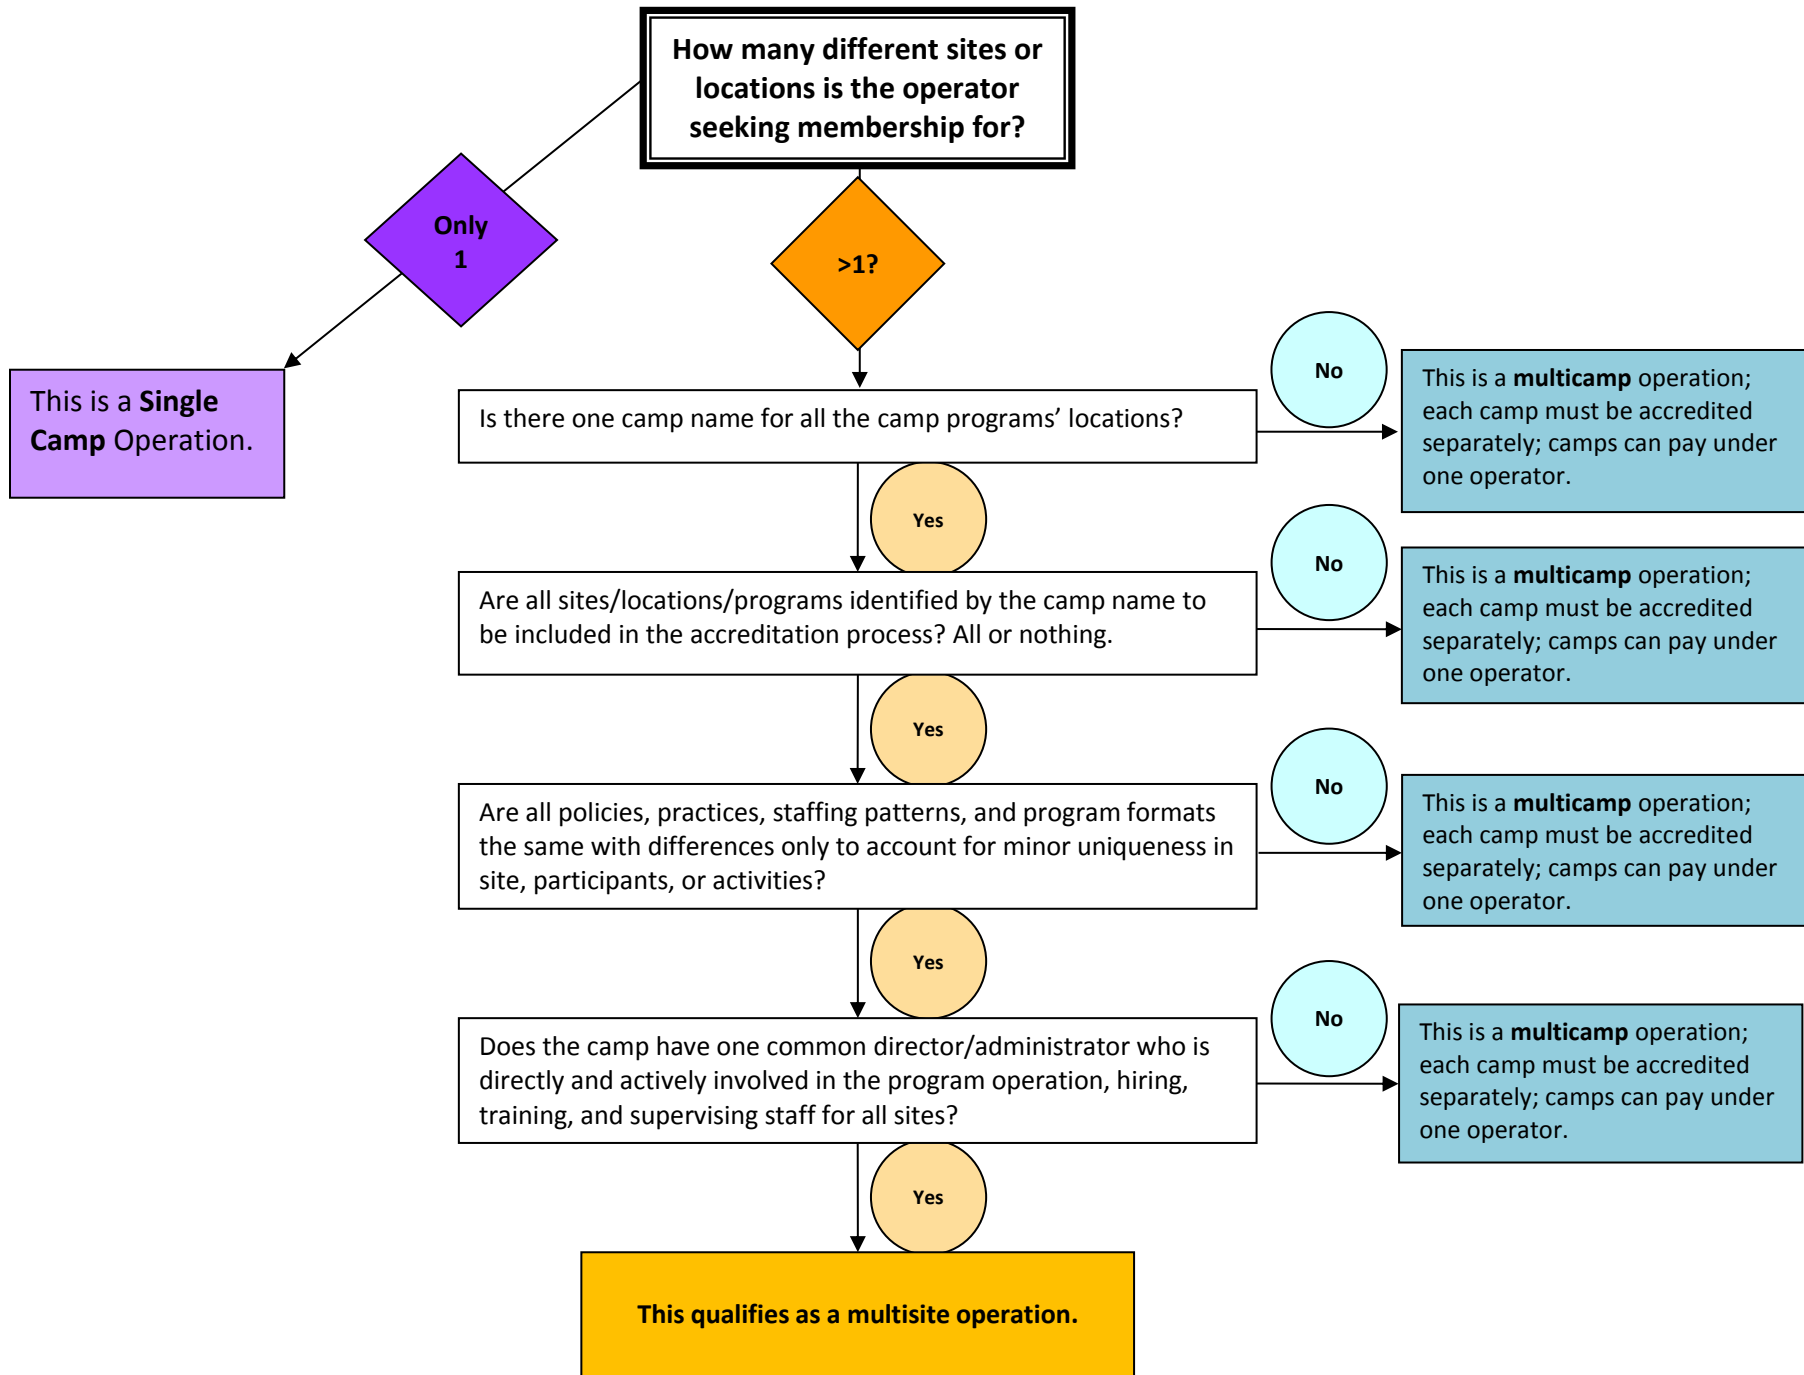 How many different sites or
locations is the operator
seeking membership for?
Only
1
>1?
This is a Single
Camp Operation.
Is there one camp name for all the camp programs’ locations?
No
This is a multicamp operation;
each camp must be accredited
separately; camps can pay under
one operator.
Yes
Are all sites/locations/programs identified by the camp name to
be included in the accreditation process? All or nothing.
No
This is a multicamp operation;
each camp must be accredited
separately; camps can pay under
one operator.
Yes
Are all policies, practices, staffing patterns, and program formats
the same with differences only to account for minor uniqueness in
site, participants, or activities?
No
This is a multicamp operation;
each camp must be accredited
separately; camps can pay under
one operator.
Yes
Does the camp have one common director/administrator who is
directly and actively involved in the program operation, hiring,
training, and supervising staff for all sites?
No
This is a multicamp operation;
each camp must be accredited
separately; camps can pay under
one operator.
Yes
This qualifies as a multisite operation.